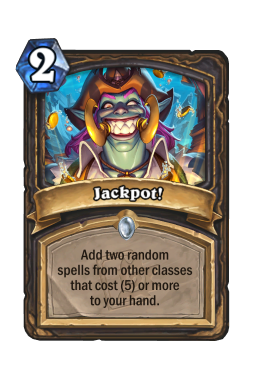 2
Jackpot!
Add two random
spells from other classes
that cost (5) or more
to your hand.